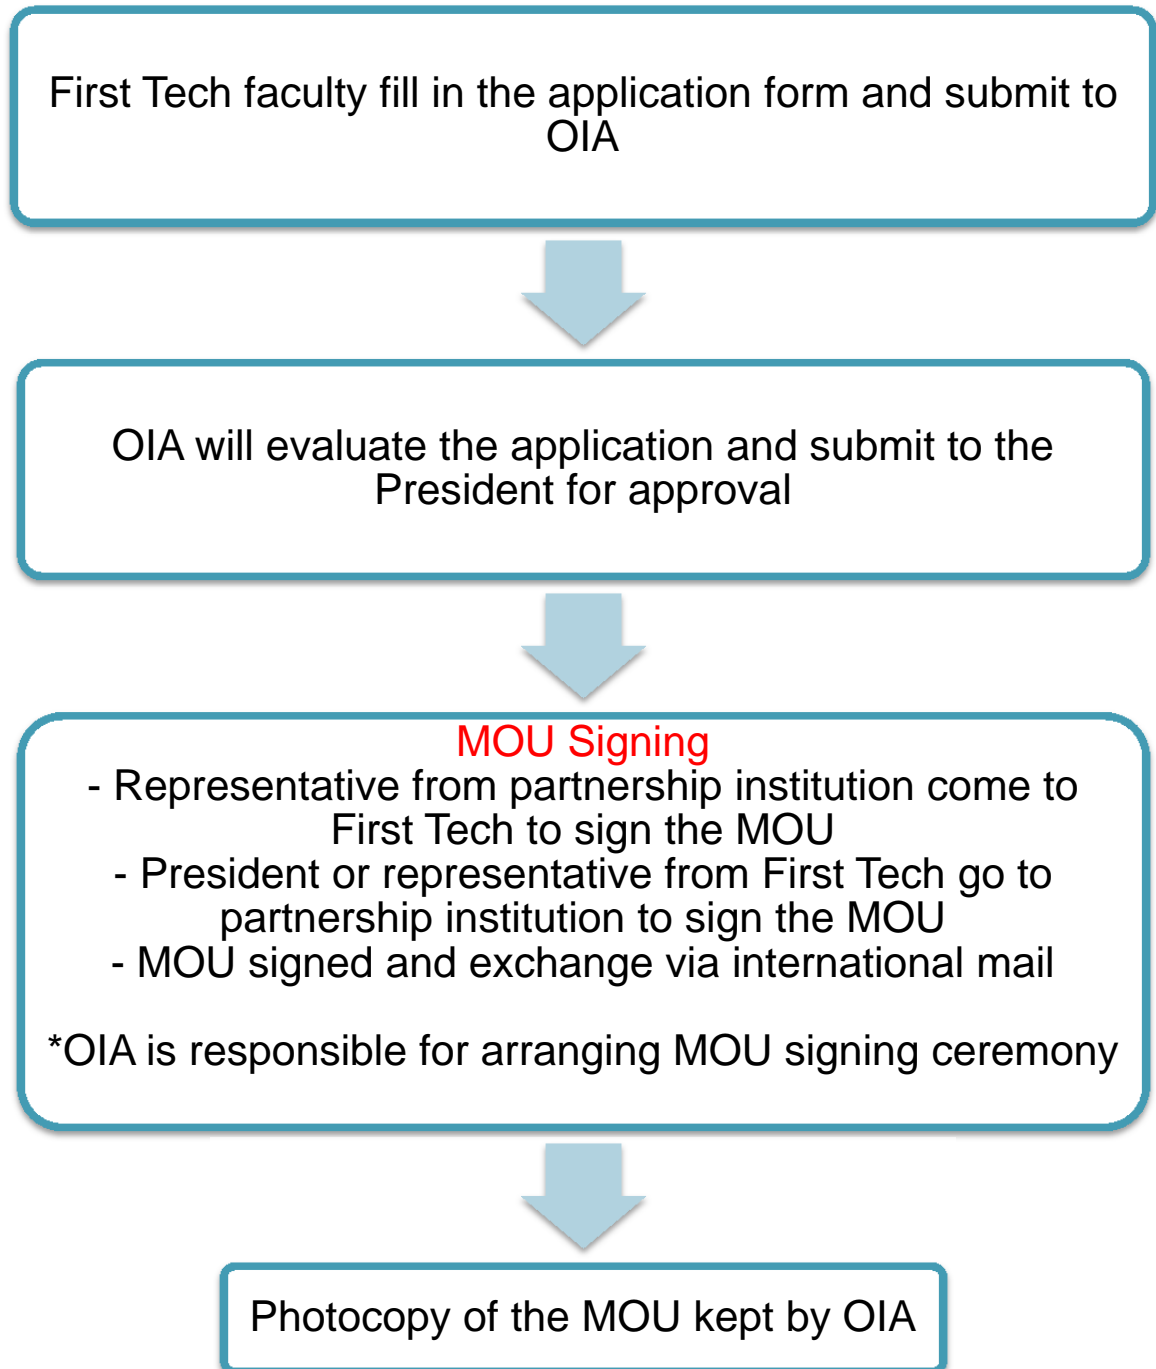 First Tech faculty fill in the application form and submit to
OIA
OIA will evaluate the application and submit to the
President for approval
MOU Signing
- Representative from partnership institution come to
First Tech to sign the MOU
- President or representative from First Tech go to
partnership institution to sign the MOU
- MOU signed and exchange via international mail
*OIA is responsible for arranging MOU signing ceremony
Photocopy of the MOU kept by OIA